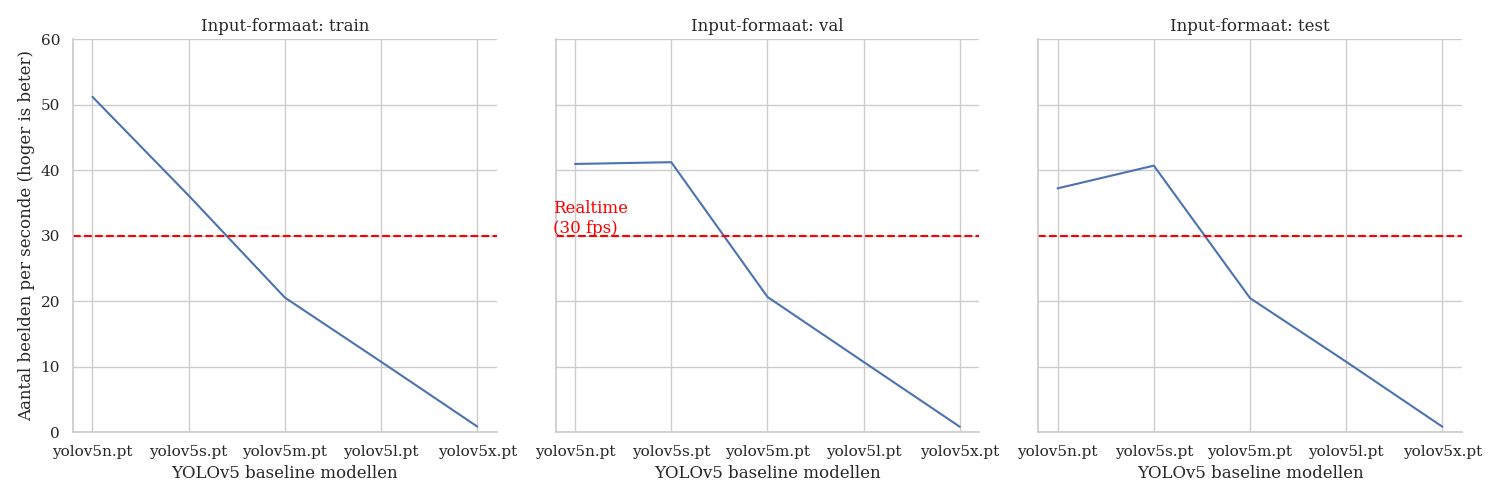 Input-formaat: train
Input-formaat: val
Input-formaat: test
Aantal beelden per seconde (hoger is beter)
60
50
40
30
20
10
0
Realtime
(30 fps)
yolov5n.pt yolov5s.pt yolov5m.pt yolov5l.pt yolov5x.pt
yolov5n.pt yolov5s.pt yolov5m.pt yolov5l.pt yolov5x.pt
yolov5n.pt yolov5s.pt yolov5m.pt yolov5l.pt yolov5x.pt
YOLOv5 baseline modellen
YOLOv5 baseline modellen
YOLOv5 baseline modellen